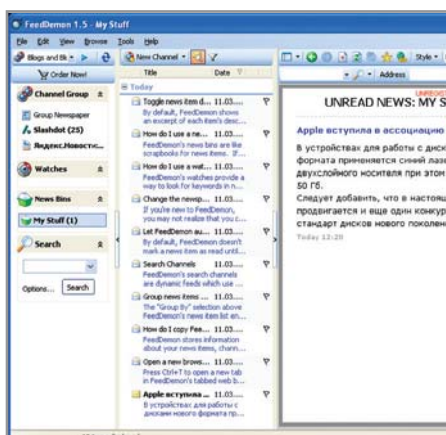 FeedDemon 1.5 - My Stuff
File Edit View Browse Tools Help
Blogs and Bk
New Channel
Style
Order Now!
Address
Channel Group
Group Newspaper
Slashdot (25)
Яндекс.Новости:...
Watches
News Bins
My Stuff (1)
Search
Options... Search
Title Date
Today
Toggle news item d... 11.03....
By default, FeedDemon shows
an excerpt of each item's desc...
How do I use a ne... 11.03....
FeedDemon's news bins are like
scrapbooks for news items. If...
How do I use a wat... 11.03....
FeedDemon's watches provide a
way to look for keywords in n...
Change the newsp... 11.03....
If you're new to FeedDemon,
you may not realize that you c...
Let FeedDemon au... 11.03....
By default, FeedDemon doesn't
mark a news item as read until...
Search Channels 11.03....
FeedDemon's search channels
are dynamic feeds which use ...
Group news items ... 11.03....
The "Group By" selection above
FeedDemon's news item list en...
How do I copy Fee... 11.03....
FeedDemon stores information
about your news items, chann...
Open a new brows... 11.03....
Press Ctrl+T to open a new tab
in FeedDemon's tabbed web b...
Apple вступила ... 11.03....
В устройствах для работы с
дисками нового формата пр...
UNREAD NEWS: MY S
Apple вступила в ассоциацию
В устройствах для работы с диск
формата применяется синий лазе
двухслойного носителя при этом
50 Гб.
Следует добавить, что в настоящ
продвигается и еще один конкур
стандарт дисков нового поколен
Today 12:20